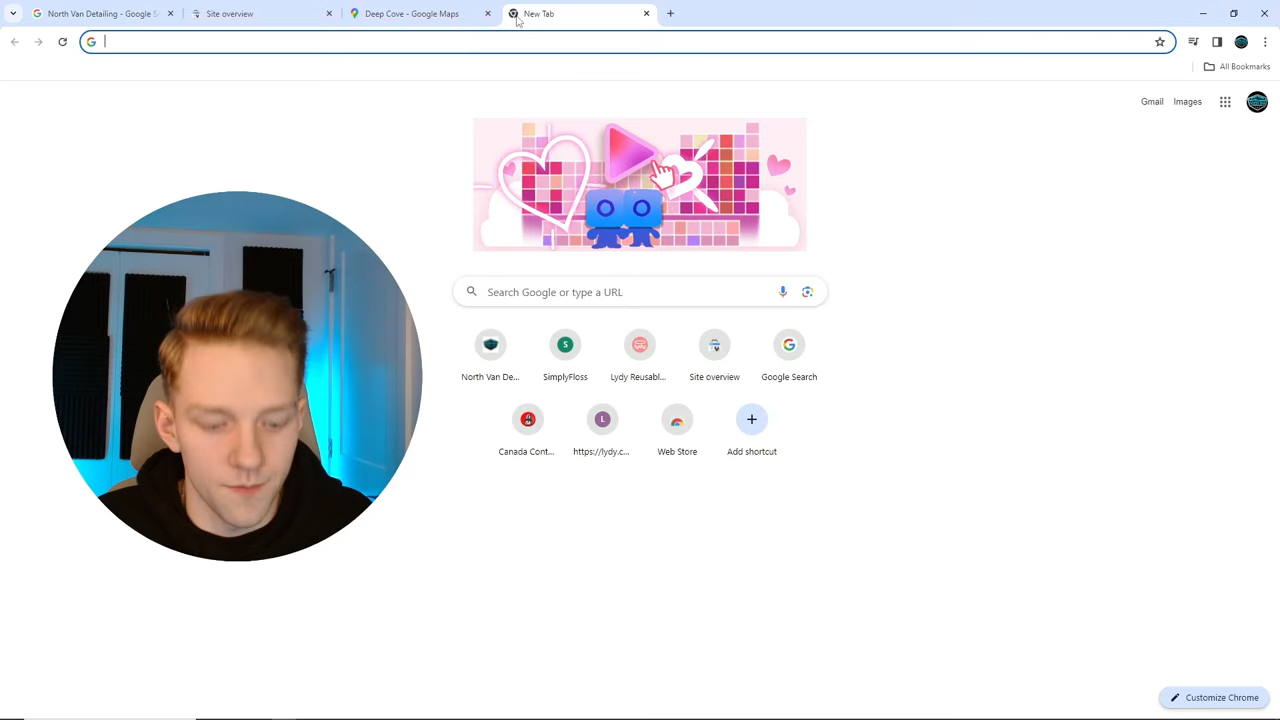 North Van Detailing - Google S
Site overview
Deep Cove - Google Maps
New Tab
All Bookmarks
Gmail
Images
Search Google or type a URL
North Van De...
SimplyFloss
Lydy Reusabl...
Site overview
Google Search
S
L
Canada Cont...
https://lydy.c...
Web Store
Add shortcut
Customize Chrome